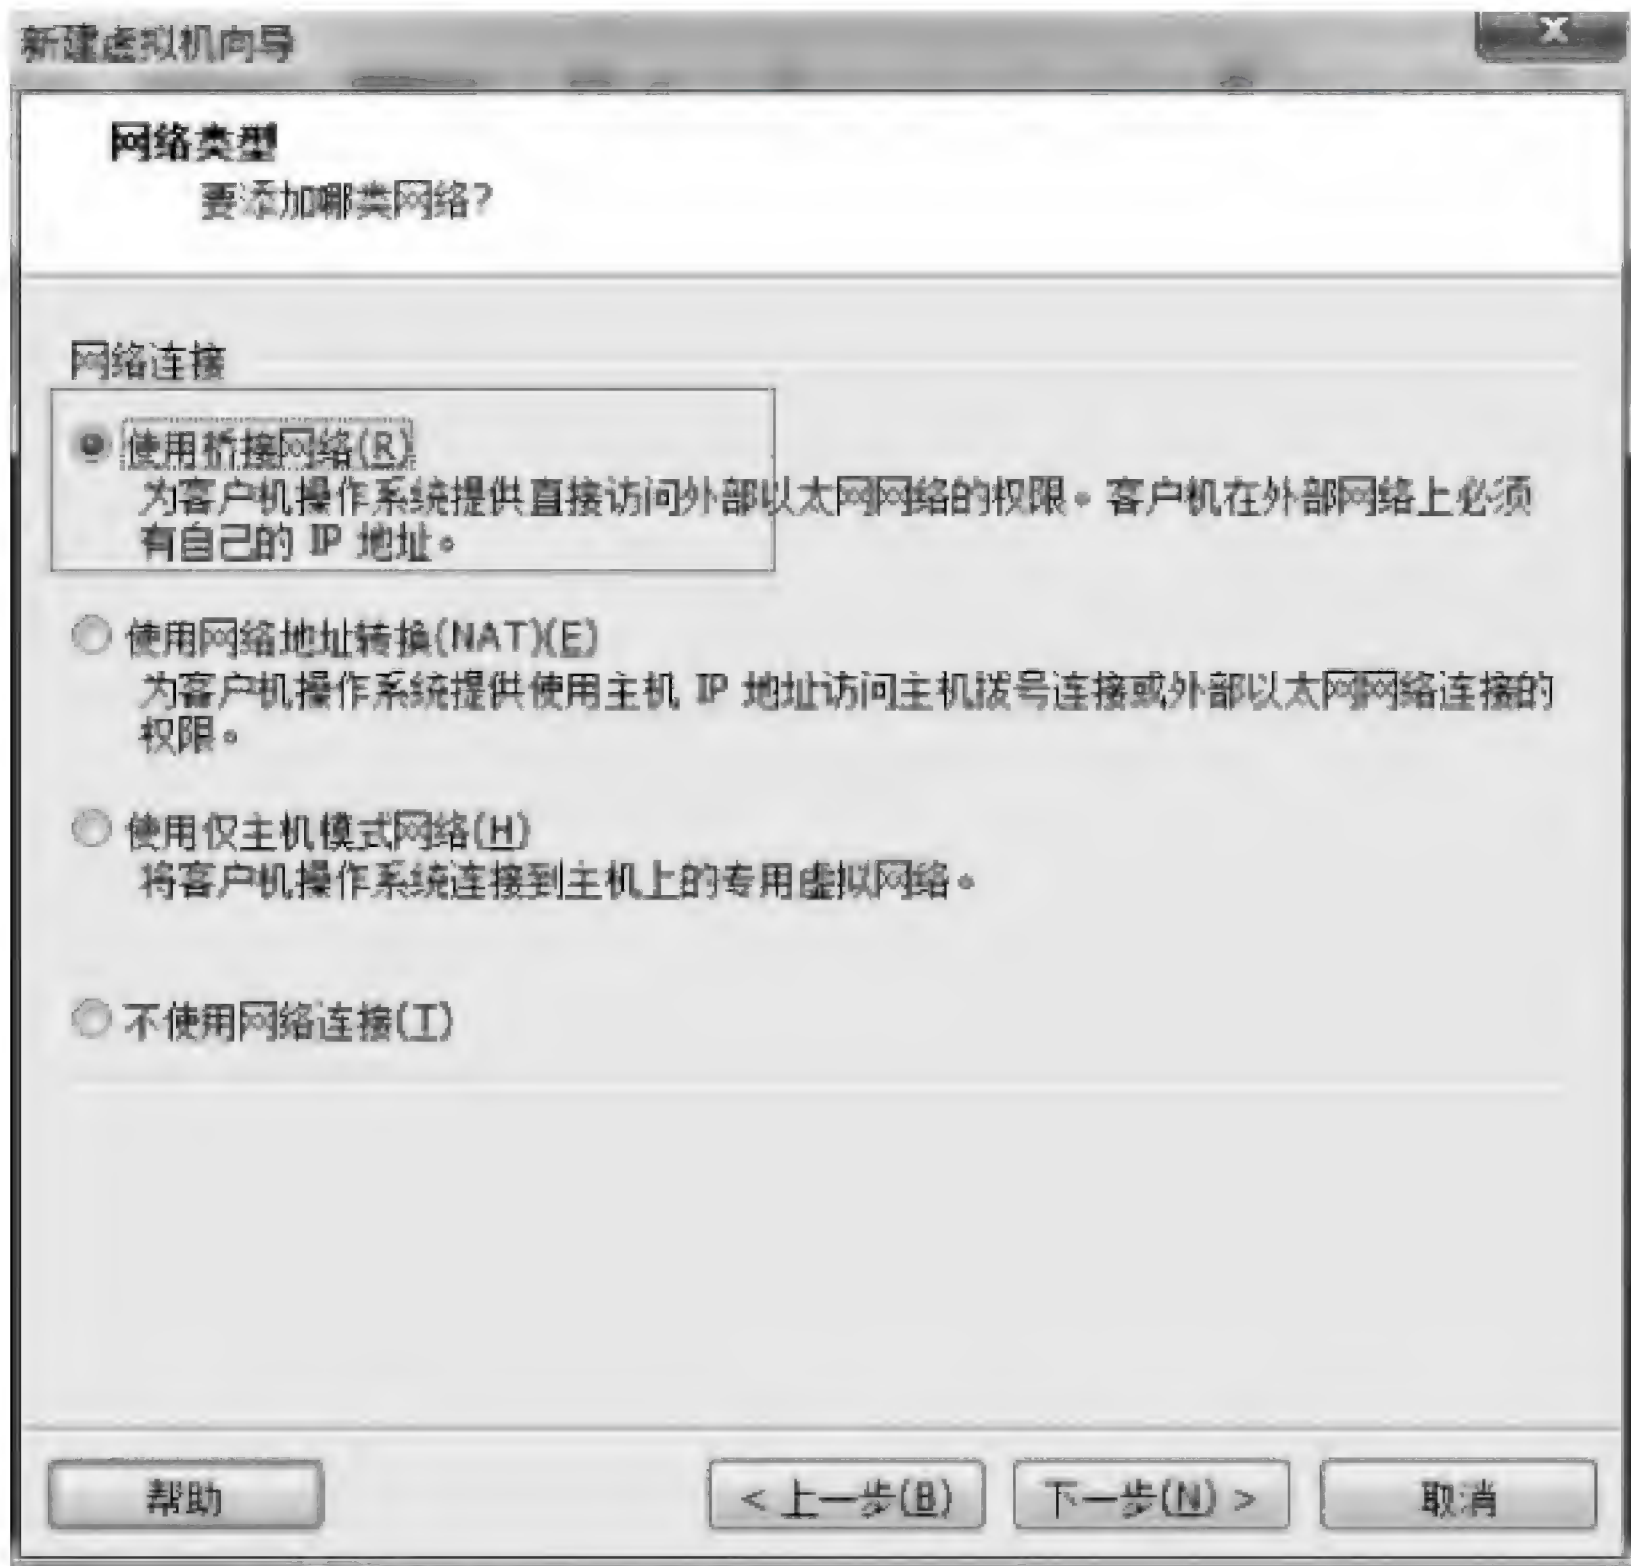 新建虚拟机向导
X
网络类型
要添加哪类网络?
网络连接
使用桥接网络(R)
为客户机操作系统提供直接访问外部以太网网络的权限。客户机在外部网络上必须
有自己的 IP 地址。
使用网络地址转换(NAT)(E)
为客户机操作系统提供使用主机 IP 地址访问主机拨号连接或外部以太网网络连接的
权限。
使用仅主机模式网络(H)
将客户机操作系统连接到主机上的专用虚拟网络。
不使用网络连接(T)
帮助
< 上一步(B)
下一步(N) >
取消